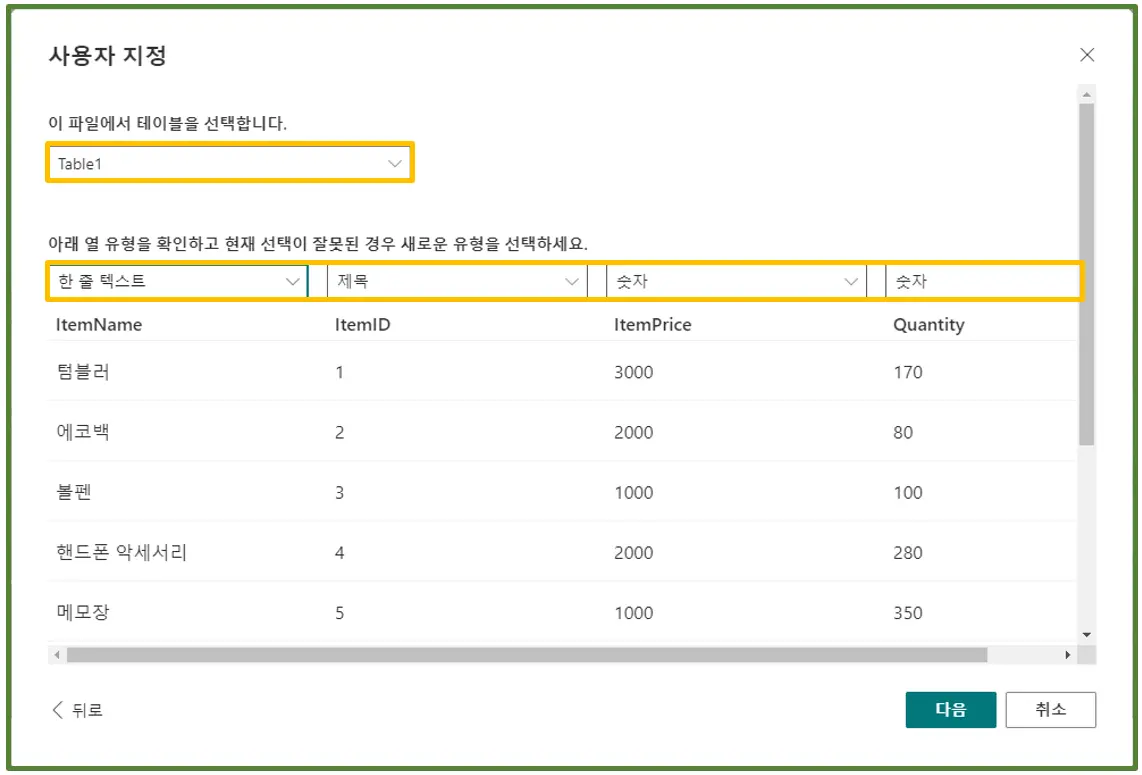 사용자 지정
이 파일에서 테이블을 선택합니다.
Table1
아래 열 유형을 확인하고 현재 선택이 잘못된 경우 새로운 유형을 선택하세요.
한 줄 텍스트 제목 숫자 숫자
ItemName ItemID ItemPrice Quantity
텀블러 1 3000 170
에코백 2 2000 80
볼펜 3 1000 100
핸드폰 악세서리 4 2000 280
메모장 5 1000 350
뒤로 다음 취소